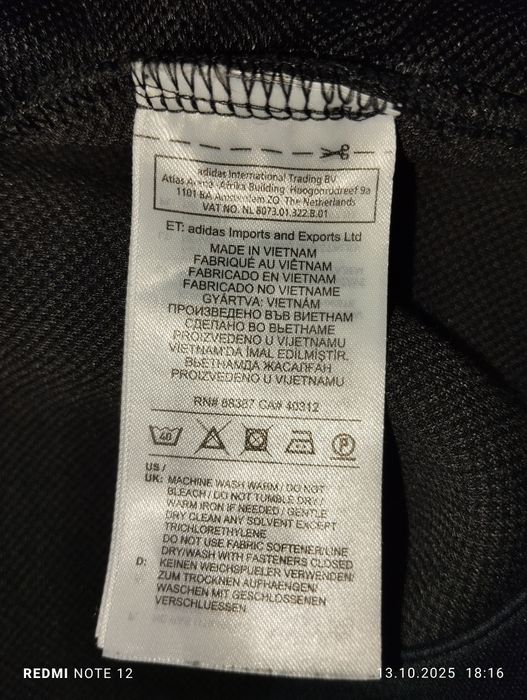 adidas International Trading BV
Atlas Arena -Afrika Building Hoogoorddreef 9a
1101 BA Amsterdam ZO The Netherlands
VAT NO. NL 8073.01.322.B.01
ET: adidas Imports and Exports Ltd
MADE IN VIETNAM
FABRIQUÉ AU VIÊTNAM
FABRICADO EN VIETNAM
FABRICADO NO VIETNAME
GYÁRTVA: VIETNÁM
ПРОИЗВЕДЕНО ВЪВ ВИЕТНАМ
СДЕЛАНО ВО ВЬЕТНАМЕ
PROIZVEDENO U VIJETNAMU
VIETNAM'DA İMAL EDİLMİŞTİR.
ВЬЕТНАМДА ЖАСАЛҒАН
PROIZVEDENO U VIJETNAMU
RN# 88387 CA# 40312
40 P
US /
UK: MACHINE WASH WARM / DO NOT
BLEACH / DO NOT TUMBLE DRY /
WARM IRON IF NEEDED / GENTLE
DRY CLEAN ANY SOLVENT EXCEPT
TRICHLORETHYLENE
DO NOT USE FABRIC SOFTENER/LINE
DRY/WASH WITH FASTENERS CLOSED
D: KEINEN WEICHSPUELER VERWENDEN/
ZUM TROCKNEN AUFHAENGEN/
WASCHEN MIT GESCHLOSSENEN
VERSCHLUESSEN
REDMI NOTE 12
13.10.2025 18:16